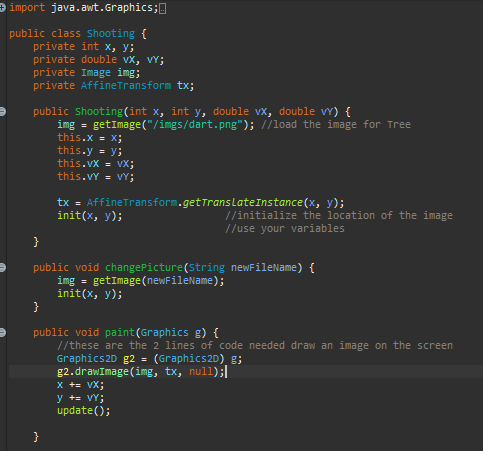 import java.awt.Graphics;
public class Shooting {
private int x, y;
private double vX, vY;
private Image img;
private AffineTransform tx;
public Shooting(int x, int y, double vX, double vY) {
img = getImage("/imgs/dart.png"); //load the image for Tree
this.x = x;
this.y = y;
this.vX = vX;
this.vY = vY;
tx = AffineTransform.getTranslateInstance(x, y);
init(x, y); //initialize the location of the image
//use your variables
}
public void changePicture(String newFileName) {
img = getImage(newFileName);
init(x, y);
}
public void paint(Graphics g) {
//these are the 2 lines of code needed draw an image on the screen
Graphics2D g2 = (Graphics2D) g;
g2.drawImage(img, tx, null);
x += vX;
y += vY;
update();
}